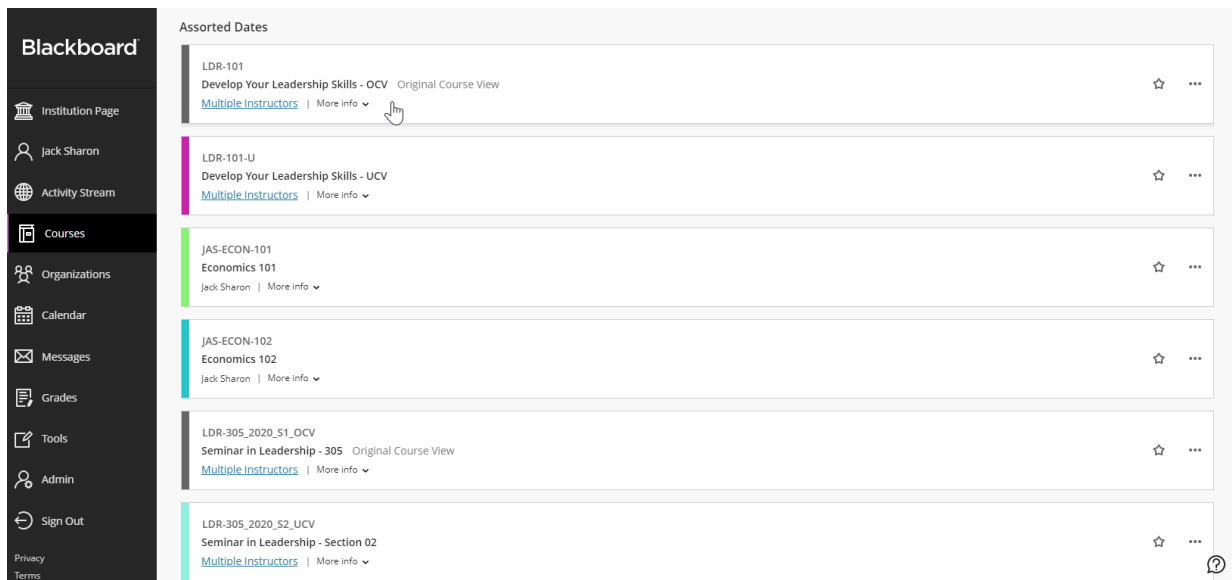 Blackboard
Institution Page
Jack Sharon
Activity Stream
Courses
Organizations
Calendar
Messages
Grades
Tools
Admin
Sign Out
Privacy
Terms
Assorted Dates
LDR-101
Develop Your Leadership Skills - OCV Original Course View
Multiple Instructors | More info
LDR-101-U
Develop Your Leadership Skills - UCV
Multiple Instructors | More info
JAS-ECON-101
Economics 101
Jack Sharon | More info
JAS-ECON-102
Economics 102
Jack Sharon | More info
LDR-305_2020_S1_OCV
Seminar in Leadership - 305 Original Course View
Multiple Instructors | More info
LDR-305_2020_S2_UCV
Seminar in Leadership - Section 02
Multiple Instructors | More info